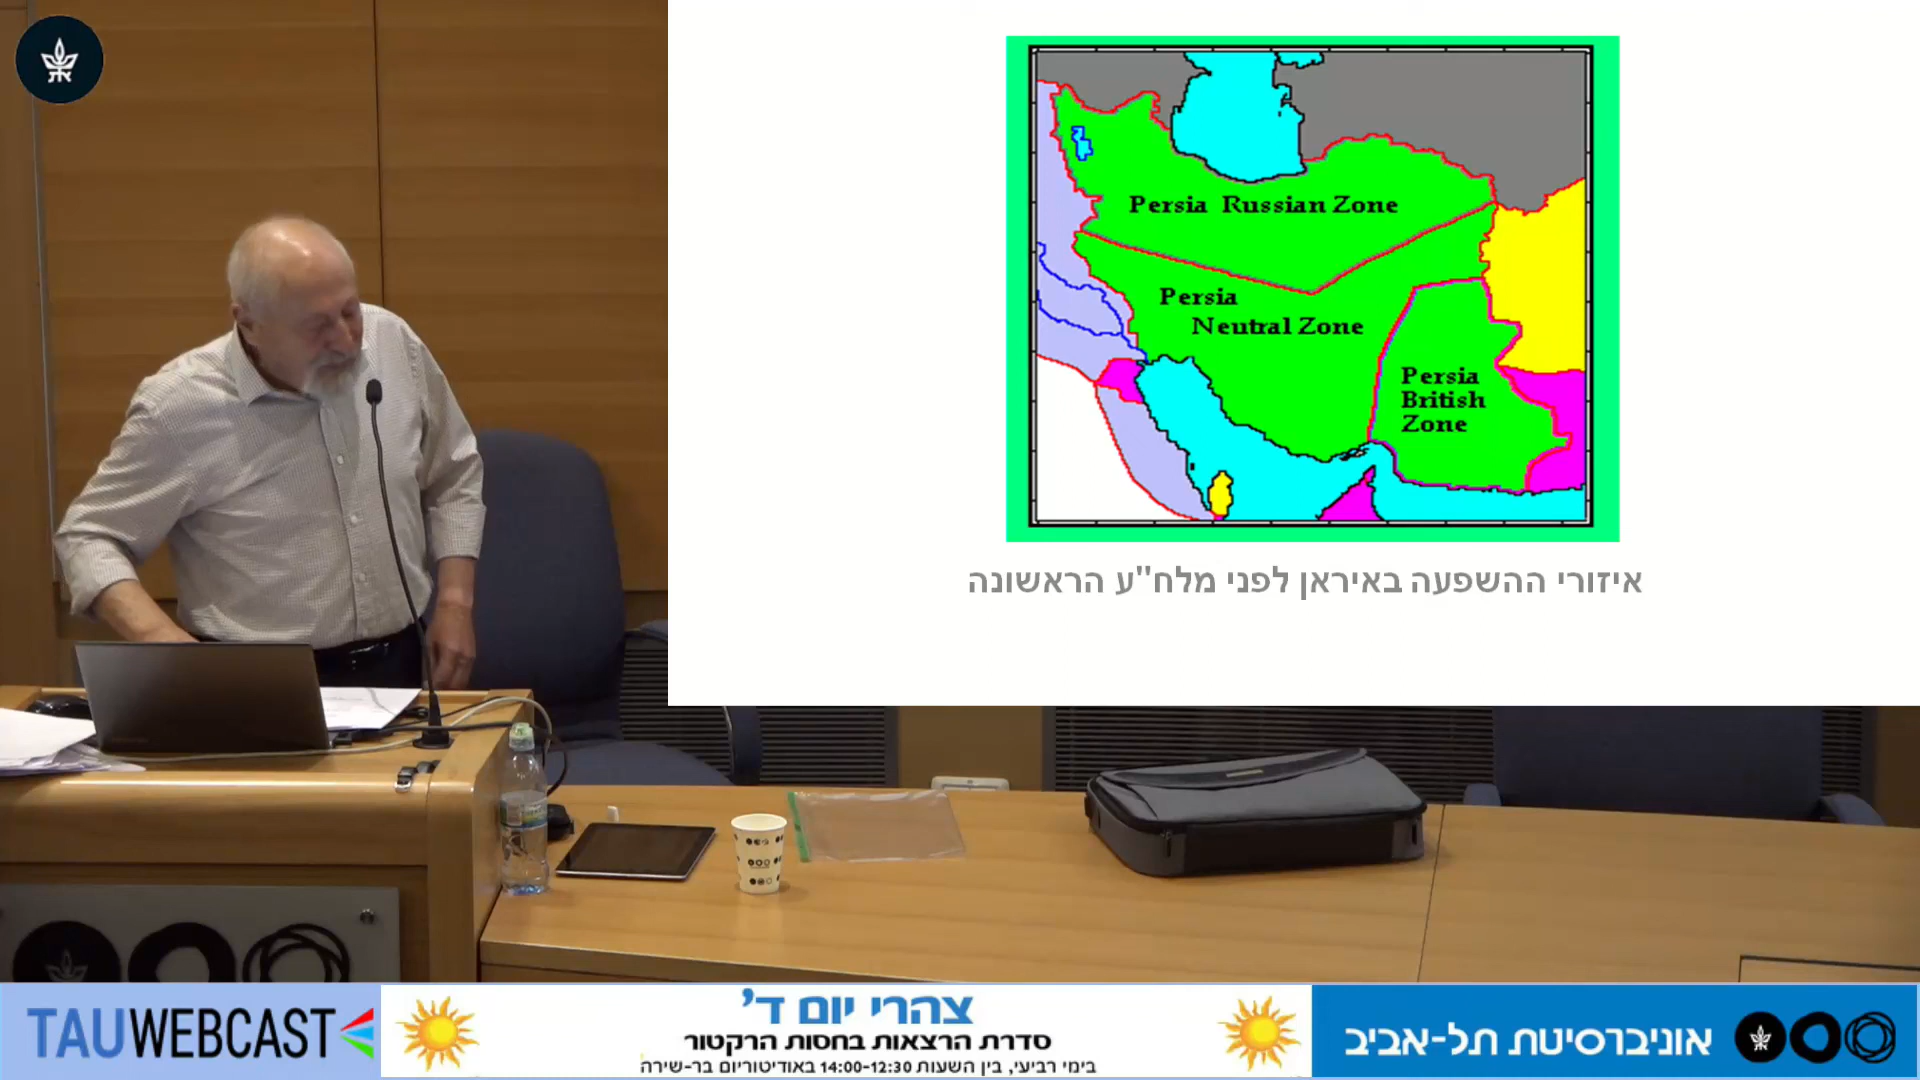 Persia Russian Zone
Persia
Neutral Zone
Persia
British
Zone
איזורי ההשפעה באיראן לפני מלח"ע הראשונה
TAUWEBCAST
צהרי יום ד'
סדרת הרצאות בחסות הרקטור
בימי רביעי, בין השעות 14:00-12:30 באודיטוריום בר-שירה
אוניברסיטת תל-אביב